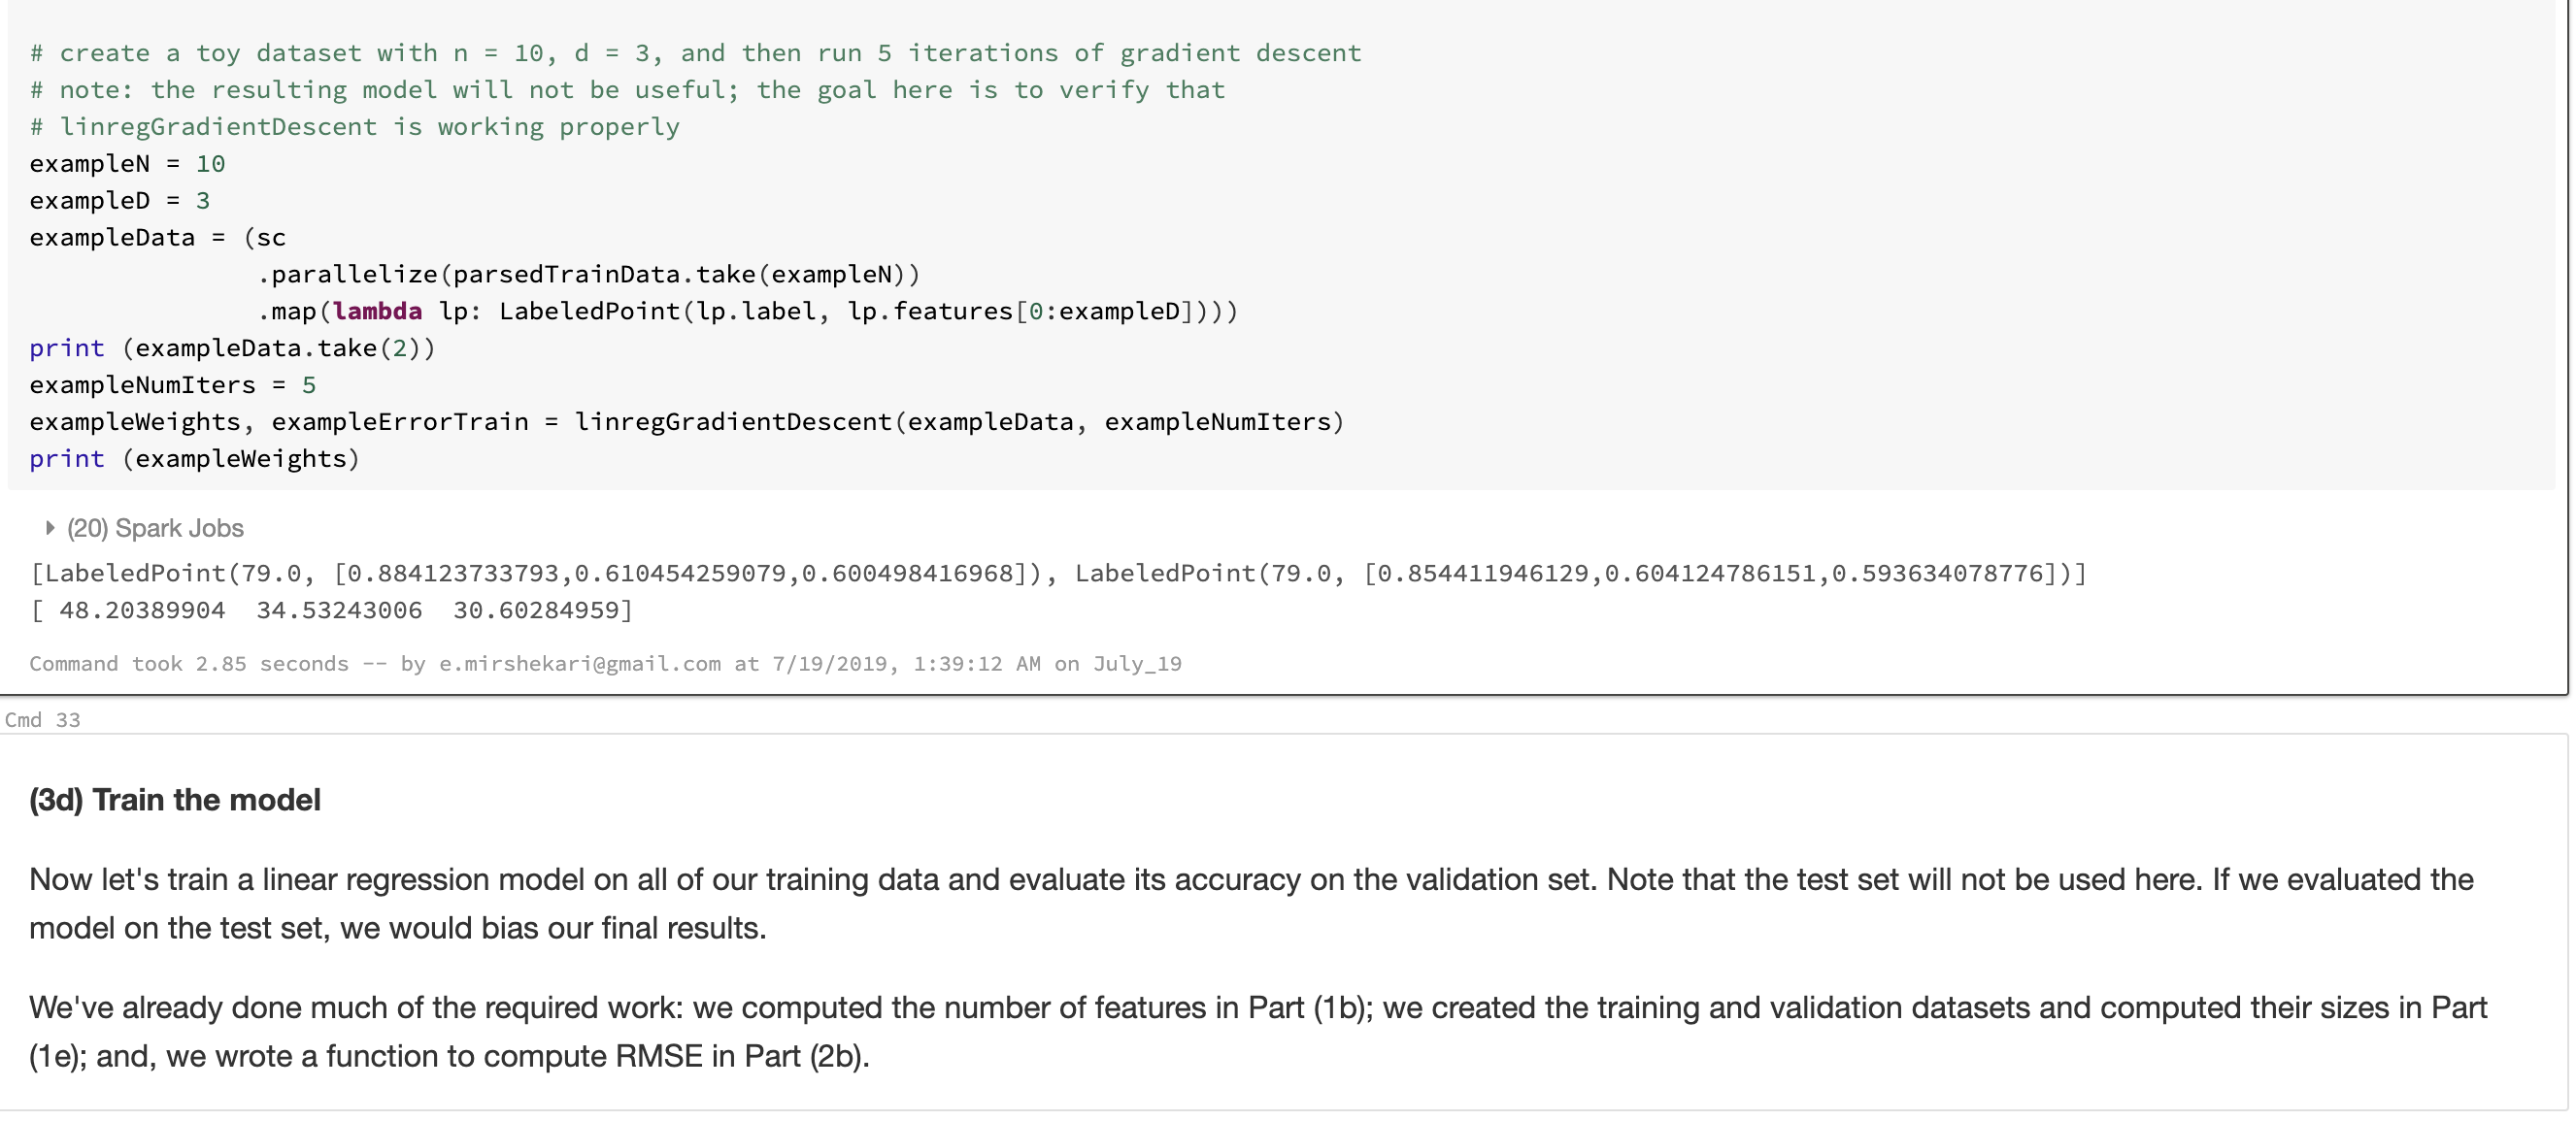 # create a toy dataset with n = 10, d = 3, and then run 5 iterations of gradient descent
# note: the resulting model will not be useful; the goal here is to verify that
# linregGradientDescent is working properly
exampleN = 10
exampleD = 3
exampleData = (sc
               .parallelize(parsedTrainData.take(exampleN))
               .map(lambda lp: LabeledPoint(lp.label, lp.features[0:exampleD])))
print (exampleData.take(2))
exampleNumIters = 5
exampleWeights, exampleErrorTrain = linregGradientDescent(exampleData, exampleNumIters)
print (exampleWeights)
(20) Spark Jobs
[LabeledPoint(79.0, [0.884123733793,0.610454259079,0.600498416968]), LabeledPoint(79.0, [0.854411946129,0.604124786151,0.593634078776])]
[ 48.20389904  34.53243006  30.60284959]
Command took 2.85 seconds -- by e.mirshekari@gmail.com at 7/19/2019, 1:39:12 AM on July_19
Cmd 33
(3d) Train the model
Now let's train a linear regression model on all of our training data and evaluate its accuracy on the validation set. Note that the test set will not be used here. If we evaluated the
model on the test set, we would bias our final results.
We've already done much of the required work: we computed the number of features in Part (1b); we created the training and validation datasets and computed their sizes in Part
(1e); and, we wrote a function to compute RMSE in Part (2b).